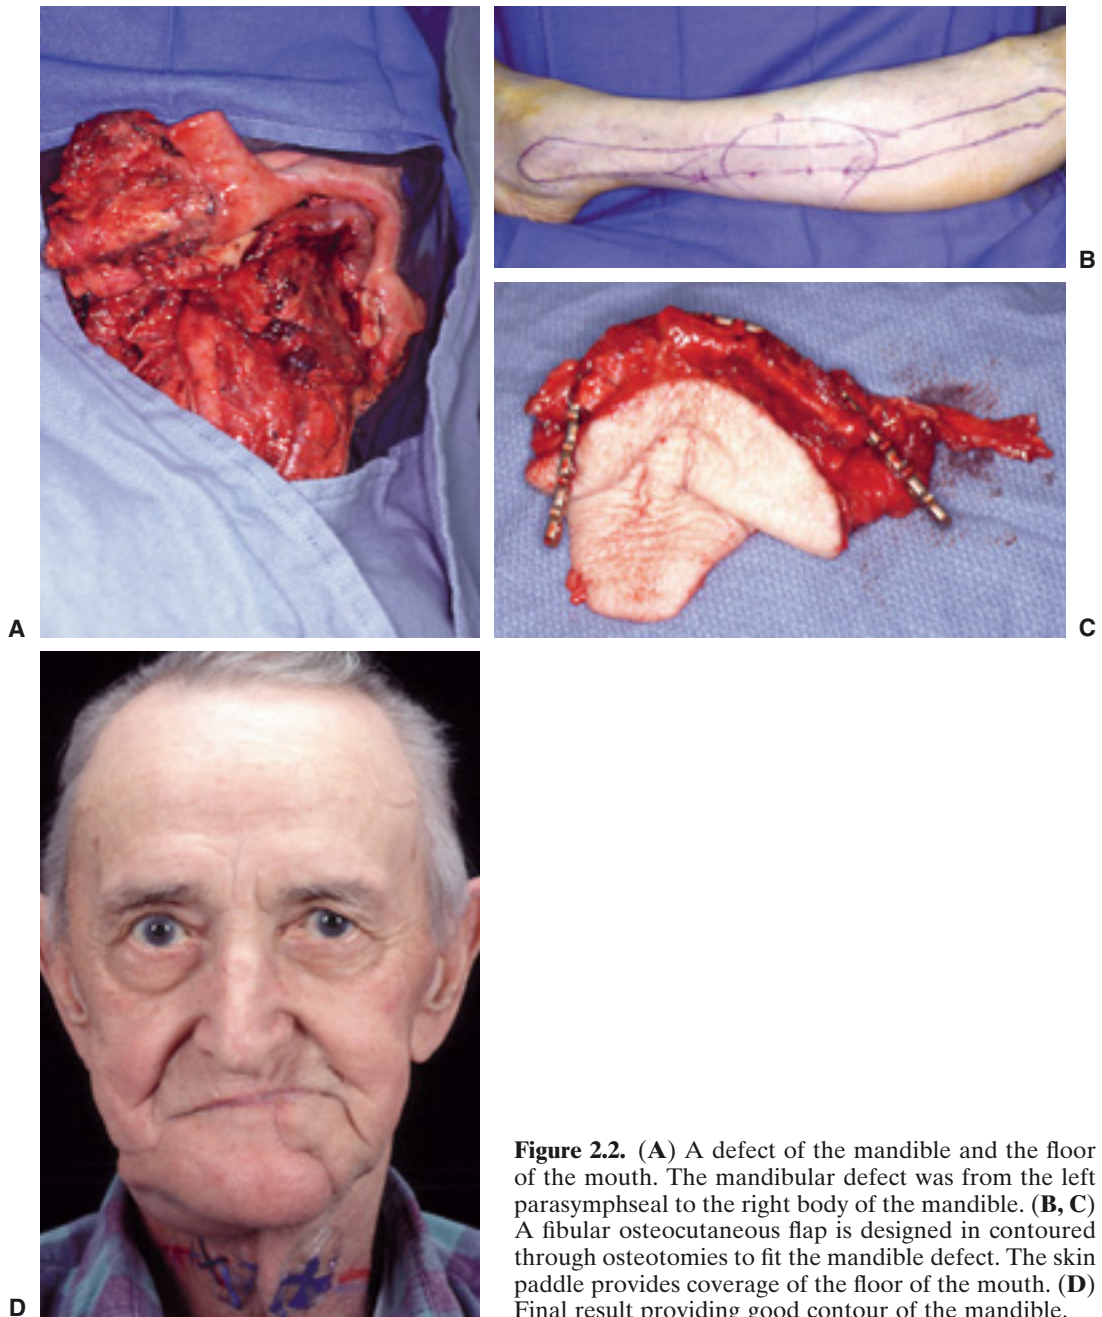 A
B
C
D
Figure 2.2. (A) A defect of the mandible and the floor
of the mouth. The mandibular defect was from the left
parasymphseal to the right body of the mandible. (B, C)
A fibular osteocutaneous flap is designed in contoured
through osteotomies to fit the mandible defect. The skin
paddle provides coverage of the floor of the mouth. (D)
Final result providing good contour of the mandible.